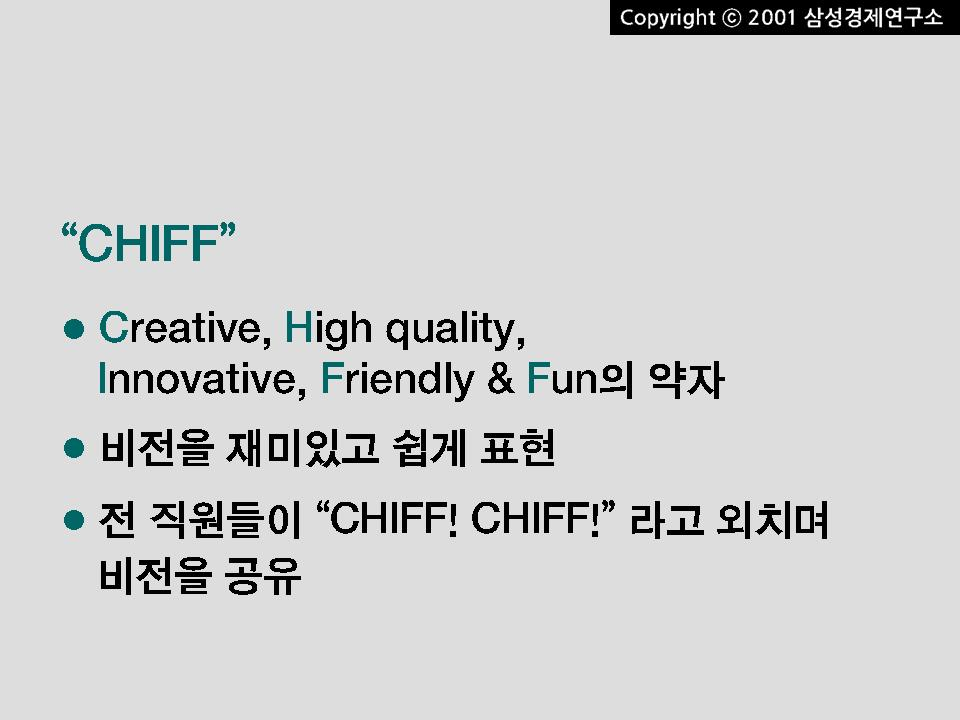 Copyright ⓒ 2001 삼성경제연구소
“CHIFF”
● Creative, High quality,
Innovative, Friendly & Fun의 약자
● 비전을 재미있고 쉽게 표현
● 전 직원들이 “CHIFF! CHIFF!” 라고 외치며
비전을 공유